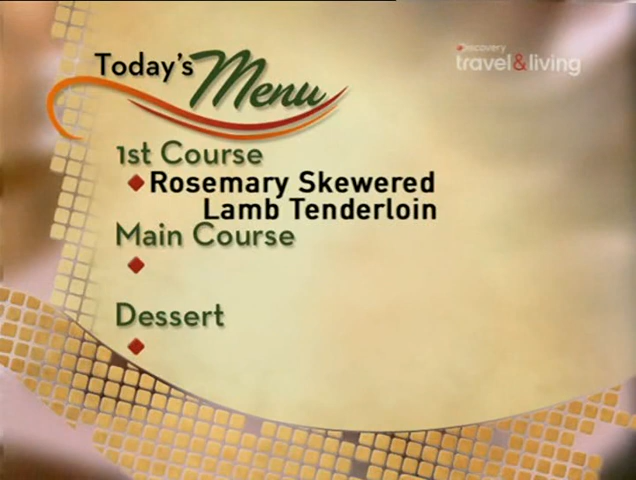 Today's Menu
Discovery
travel&living
1st Course
Rosemary Skewered
Lamb Tenderloin
Main Course
Dessert